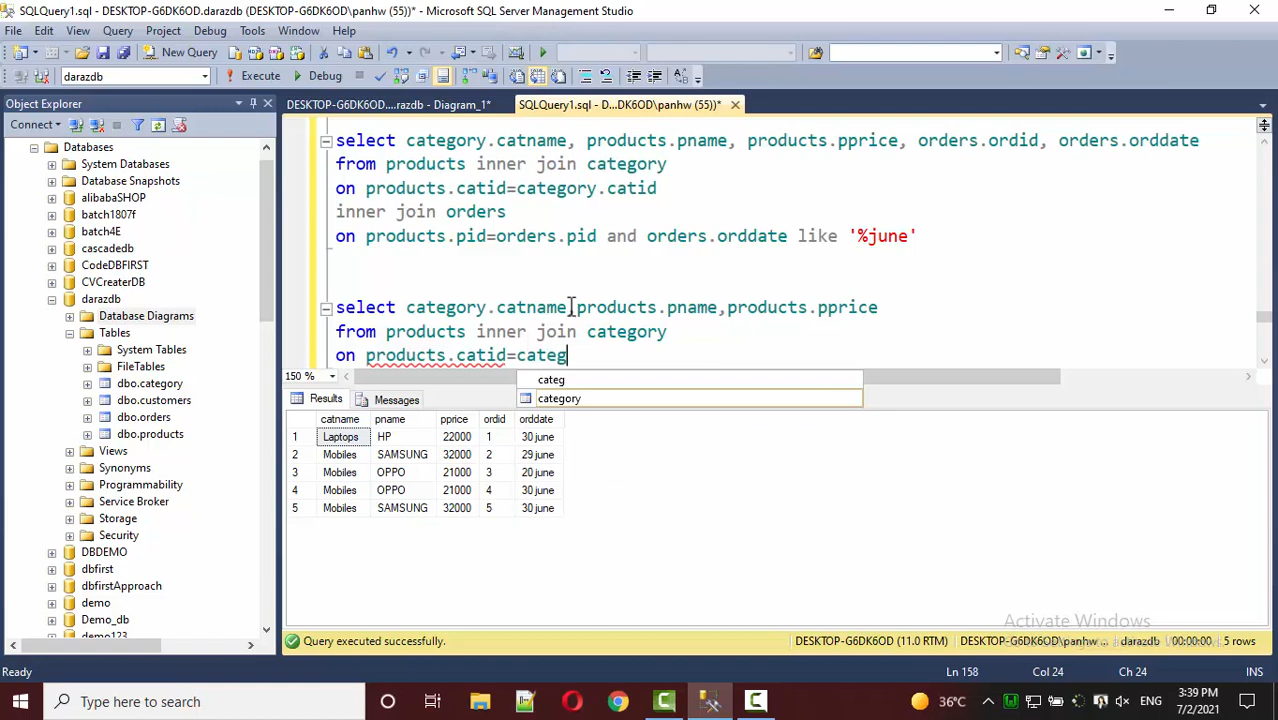 SQLQuery1.sql - DESKTOP-G6DK6OD.darazdb (DESKTOP-G6DK6OD\panhw (55))* - Microsoft SQL Server Management Studio
File Edit View Query Project Debug Tools Window Help
New Query
darazdb Execute Debug
Object Explorer
DESKTOP-G6DK6OD....razdb - Diagram_1* SQLQuery1.sql - D...DK6OD\panhw (55))*
Connect
Databases
System Databases
Database Snapshots
alibabaSHOP
batch1807f
batch4E
cascadedb
CodeDBFIRST
CVCreaterDB
darazdb
Database Diagrams
Tables
System Tables
FileTables
dbo.category
dbo.customers
dbo.orders
dbo.products
Views
Synonyms
Programmability
Service Broker
Storage
Security
DBDEMO
dbfirst
dbfirstApproach
demo
Demo_db
demo123
select category.catname, products.pname, products.pprice, orders.ordid, orders.orddate
from products inner join category
on products.catid=category.catid
inner join orders
on products.pid=orders.pid and orders.orddate like '%june'
select category.catname,products.pname,products.pprice
from products inner join category
on products.catid=categ
150 %
categ
category
Results Messages
catname pname pprice ordid orddate
1 Laptops HP 22000 1 30 june
2 Mobiles SAMSUNG 32000 2 29 june
3 Mobiles OPPO 21000 3 20 june
4 Mobiles OPPO 21000 4 30 june
5 Mobiles SAMSUNG 32000 5 30 june
Activate Windows
Query executed successfully. DESKTOP-G6DK6OD (11.0 RTM) DESKTOP-G6DK6OD\panhw ... darazdb 00:00:00 5 rows
Ready Ln 158 Col 24 Ch 24 INS
Type here to search
36°C ENG 3:39 PM
7/2/2021